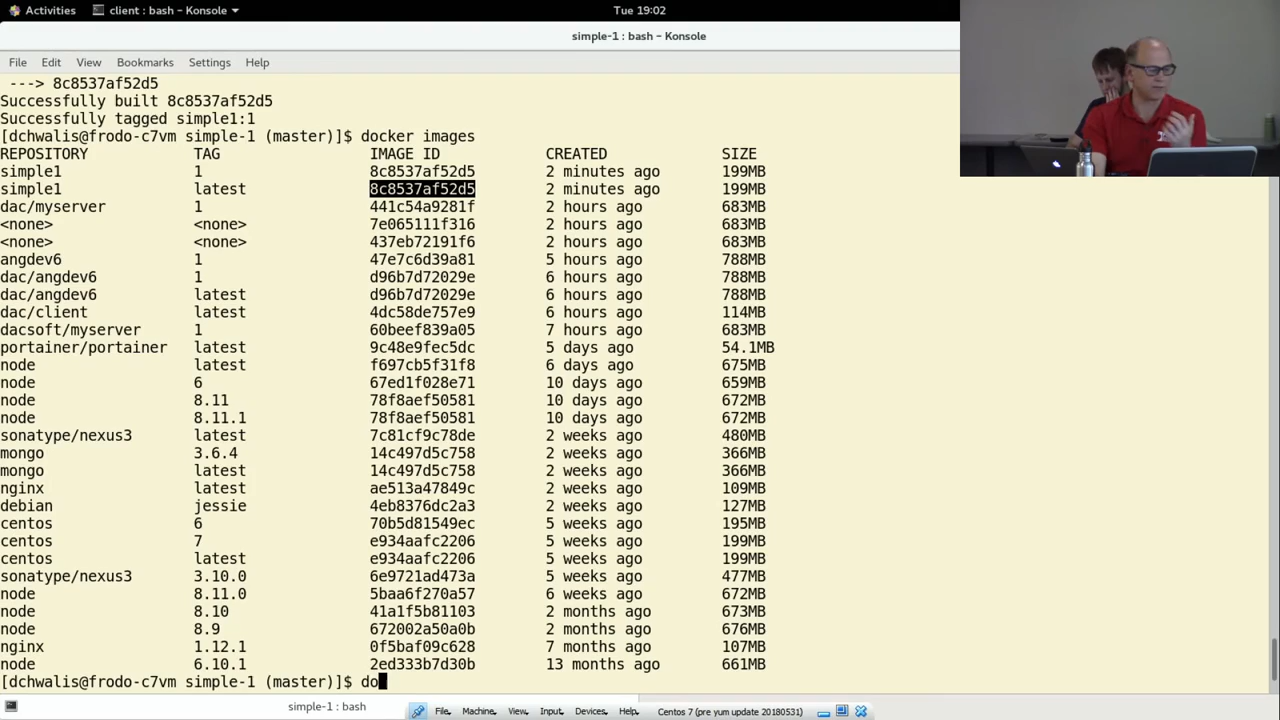 Activities client : bash – Konsole Tue 19:02
simple-1 : bash – Konsole
File Edit View Bookmarks Settings Help
---> 8c8537af52d5
Successfully built 8c8537af52d5
Successfully tagged simple1:1
[dchwalis@frodo-c7vm simple-1 (master)]$ docker images
REPOSITORY TAG IMAGE ID CREATED SIZE
simple1 1 8c8537af52d5 2 minutes ago 199MB
simple1 latest 8c8537af52d5 2 minutes ago 199MB
dac/myserver 1 441c54a9281f 2 hours ago 683MB
<none> <none> 7e065111f316 2 hours ago 683MB
<none> <none> 437eb72191f6 2 hours ago 683MB
angdev6 1 47e7c6d39a81 5 hours ago 788MB
dac/angdev6 1 d96b7d72029e 6 hours ago 788MB
dac/angdev6 latest d96b7d72029e 6 hours ago 788MB
dac/client latest 4dc58de757e9 6 hours ago 114MB
dacsoft/myserver 1 60beef839a05 7 hours ago 683MB
portainer/portainer latest 9c48e9fec5dc 5 days ago 54.1MB
node latest f697cb5f31f8 6 days ago 675MB
node 6 67ed1f028e71 10 days ago 659MB
node 8.11 78f8aef50581 10 days ago 672MB
node 8.11.1 78f8aef50581 10 days ago 672MB
sonatype/nexus3 latest 7c81cf9c78de 2 weeks ago 480MB
mongo 3.6.4 14c497d5c758 2 weeks ago 366MB
mongo latest 14c497d5c758 2 weeks ago 366MB
nginx latest ae513a47849c 2 weeks ago 109MB
debian jessie 4eb8376dc2a3 2 weeks ago 127MB
centos 6 70b5d81549ec 5 weeks ago 195MB
centos 7 e934aafc2206 5 weeks ago 199MB
centos latest e934aafc2206 5 weeks ago 199MB
sonatype/nexus3 3.10.0 6e9721ad473a 5 weeks ago 477MB
node 8.11.0 5baa6f270a57 6 weeks ago 672MB
node 8.10 41a1f5b81103 2 months ago 673MB
node 8.9 672002a50a0b 2 months ago 676MB
nginx 1.12.1 0f5baf09c628 7 months ago 107MB
node 6.10.1 2ed333b7d30b 13 months ago 661MB
[dchwalis@frodo-c7vm simple-1 (master)]$ do
simple-1 : bash File Machine View Input Devices Help Centos 7 (pre yum update 20180531)